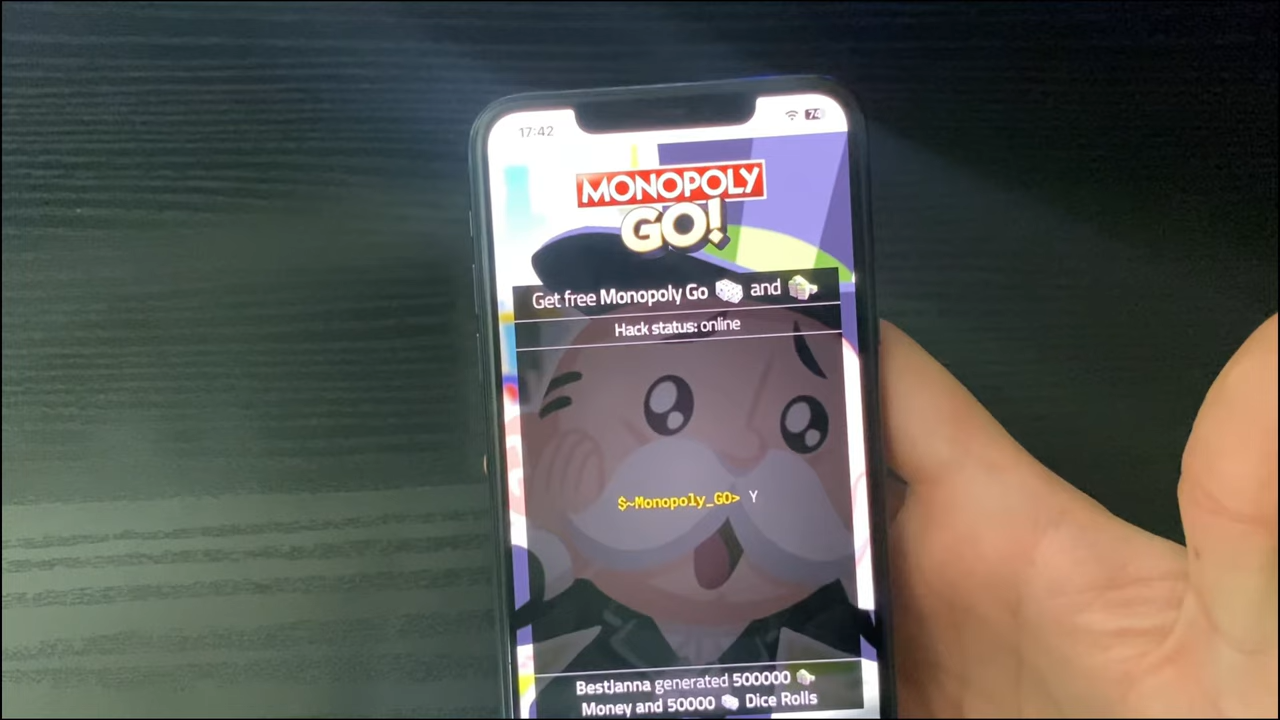 17:42
74
MONOPOLY
GO!
Get free Monopoly Go and
Hack status: online
$~Monopoly_GO> Y
BestJanna generated 500000
Money and 50000 Dice Rolls